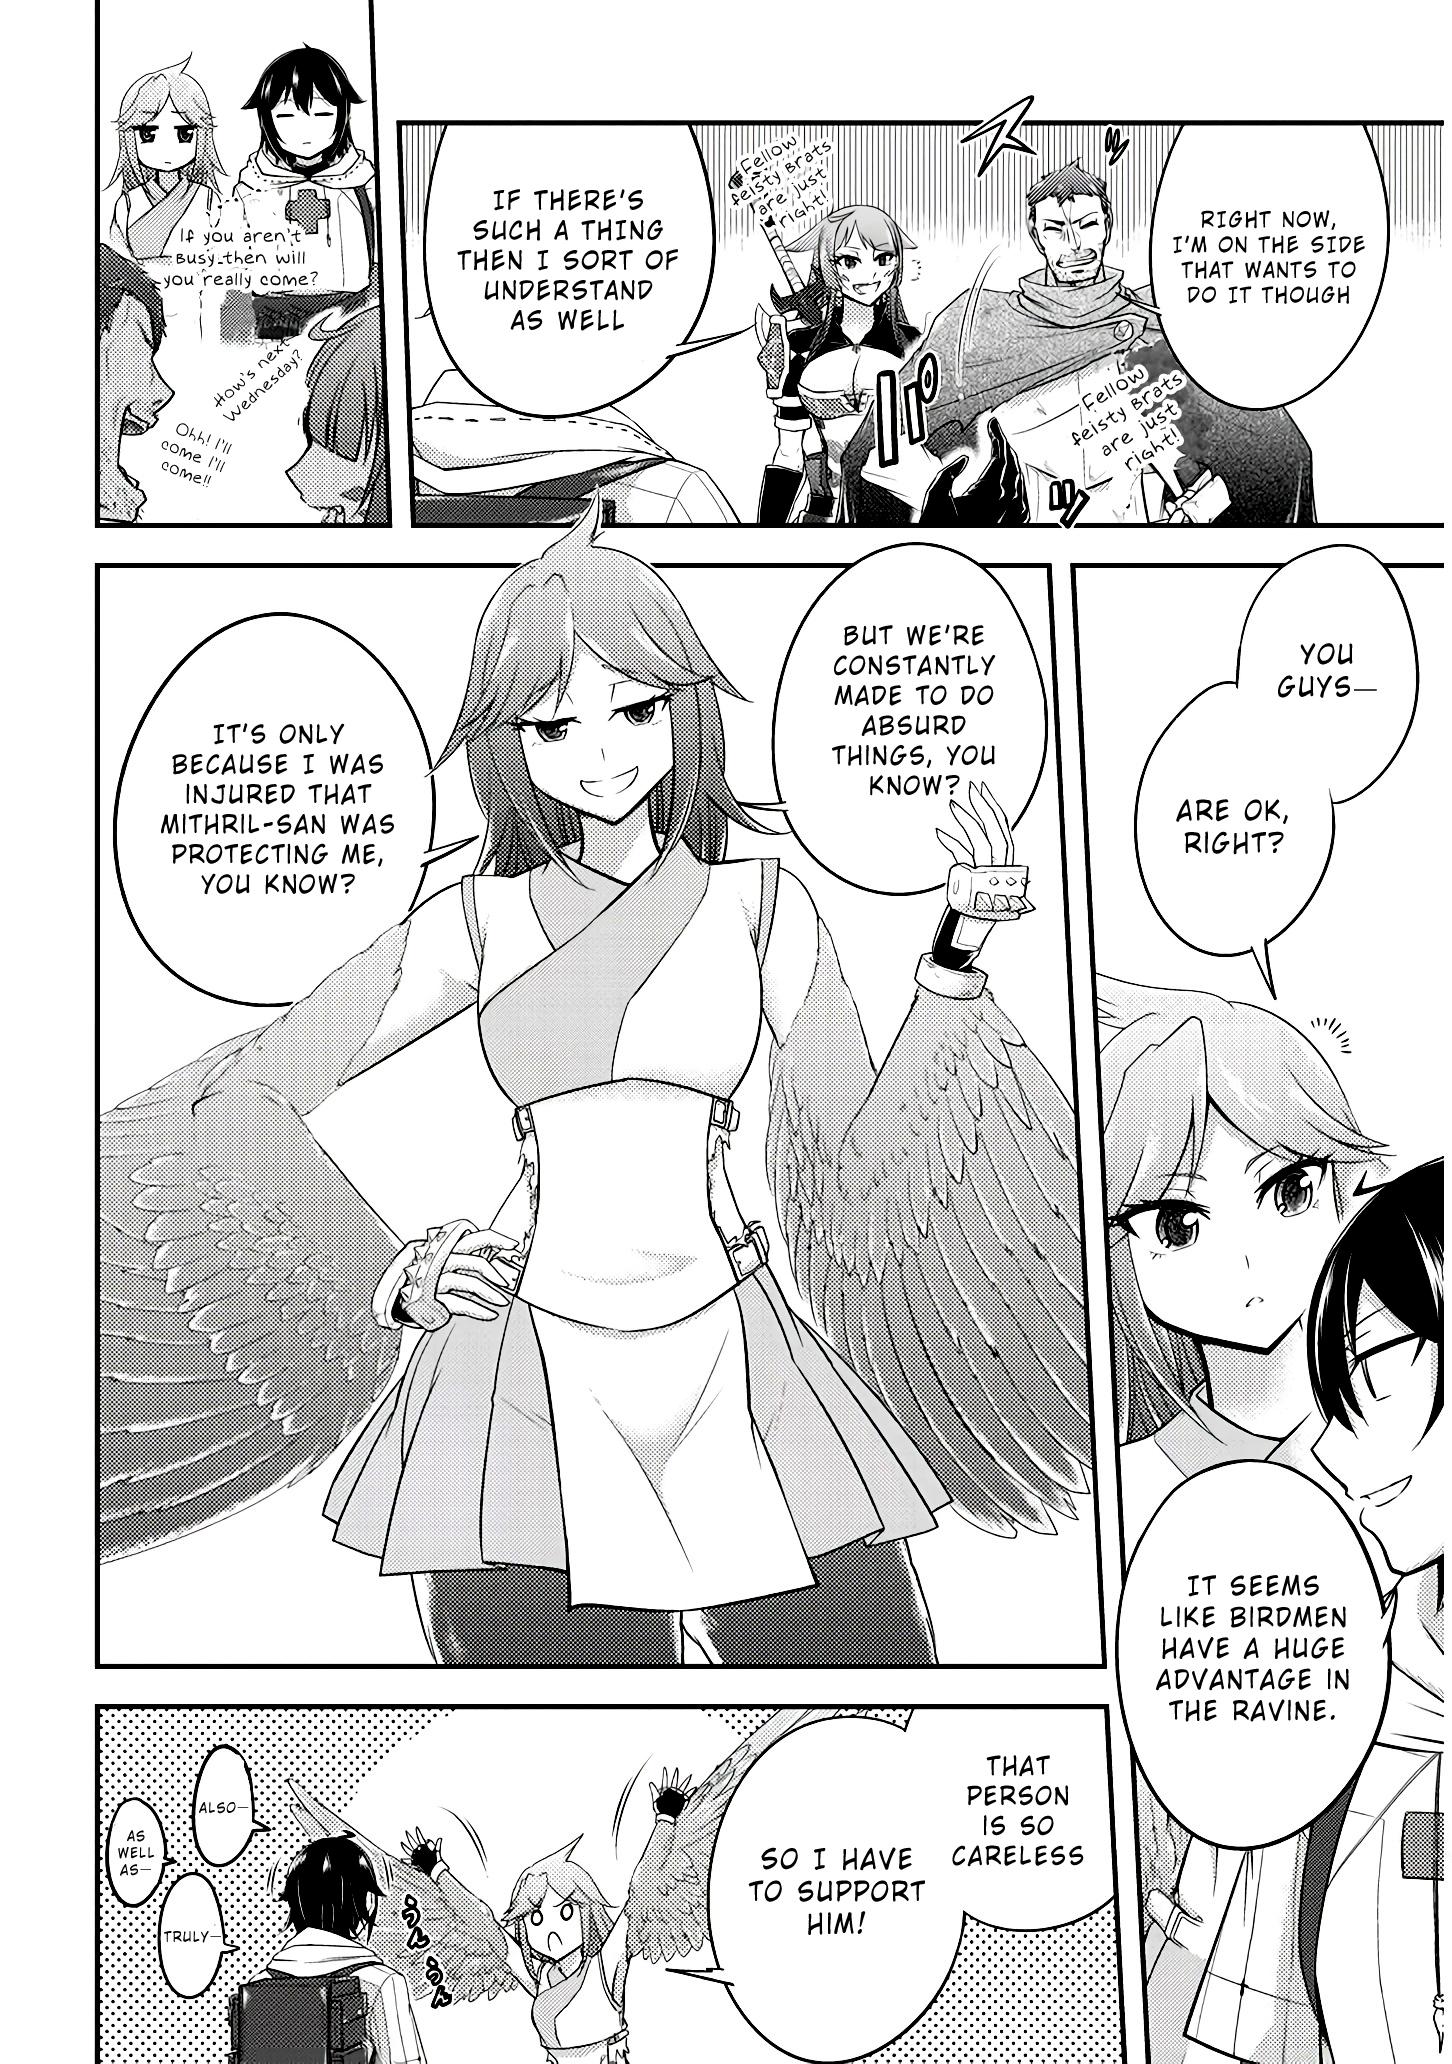 RIGHT NOW,
I'M ON THE SIDE
THAT WANTS TO
DO IT THOUGH
Fellow
feisty Brats
are just
right!
Fellow
feisty Brats
are just
right!
IF THERE'S
SUCH A THING
THEN I SORT OF
UNDERSTAND
AS WELL
If you aren't
Busy then will
you really come?
How's next
Wednesday?
Ohh! I'll
come I'll
come!!
YOU
GUYS—
ARE OK,
RIGHT?
IT SEEMS
LIKE BIRDMEN
HAVE A HUGE
ADVANTAGE IN
THE RAVINE.
BUT WE'RE
CONSTANTLY
MADE TO DO
ABSURD
THINGS, YOU
KNOW?
IT'S ONLY
BECAUSE I WAS
INJURED THAT
MITHRIL-SAN WAS
PROTECTING ME,
YOU KNOW?
THAT
PERSON
IS SO
CARELESS
SO I HAVE
TO SUPPORT
HIM!
うんうん
ALSO—
AS
WELL
AS—
TRULY—